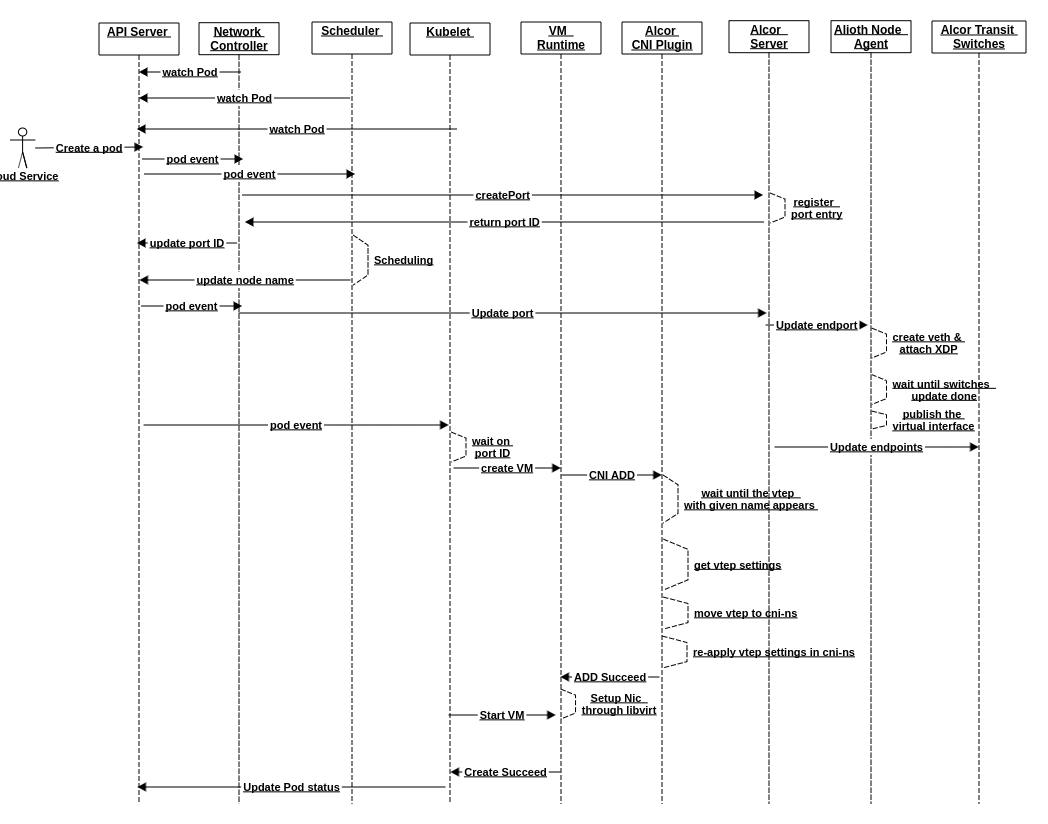 API Server
Network
Controller
Scheduler
Kubelet
VM
Runtime
Alcor
CNI Plugin
Alcor
Server
Alioth Node
Agent
Alcor Transit
Switches
watch Pod
watch Pod
watch Pod
Create a pod
oud Service
pod event
pod event
createPort
register
port entry
return port ID
update port ID
Scheduling
update node name
pod event
Update port
Update endport
create veth &
attach XDP
wait until switches
update done
publish the
virtual interface
pod event
wait on
port ID
Update endpoints
create VM
CNI ADD
wait until the vtep
with given name appears
get vtep settings
move vtep to cni-ns
re-apply vtep settings in cni-ns
ADD Succeed
Setup Nic
through libvirt
Start VM
Create Succeed
Update Pod status